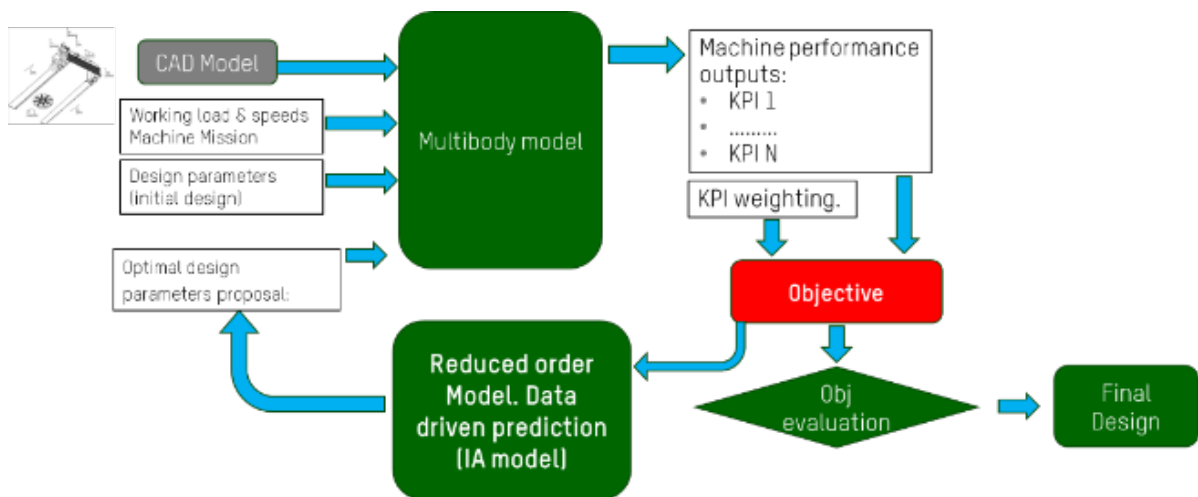 CAD Model
Working load & speeds
Machine Mission
Design parameters
(initial design)
Optimal design
parameters proposal:
Multibody model
Machine performance
outputs:
• KPI 1
• .........
• KPI N
KPI weighting.
Objective
Reduced order
Model. Data
driven prediction
(IA model)
Obj
evaluation
Final
Design